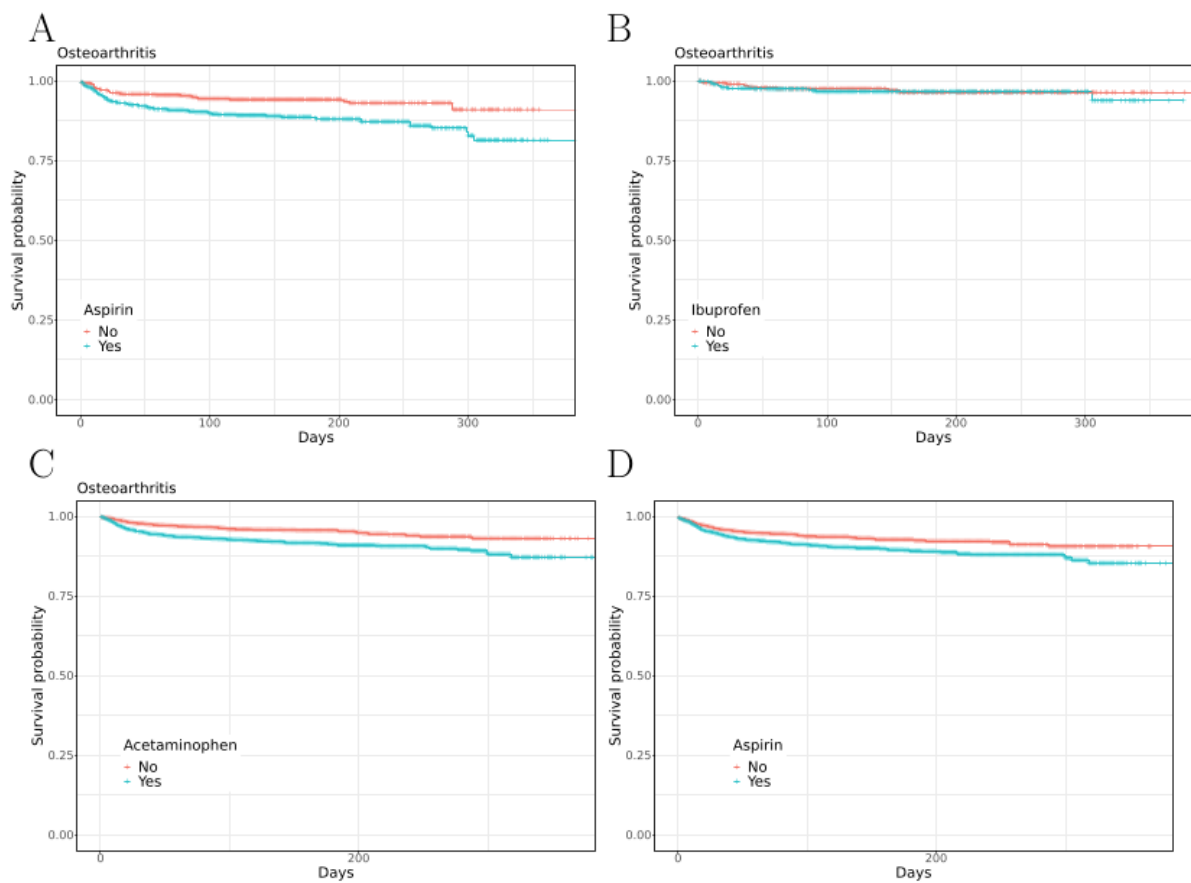 A
Osteoarthritis
1.00
0.75
0.50
0.25
0.00
Survival probability
Aspirin
No
Yes
0
100
200
300
Days
B
Osteoarthritis
1.00
0.75
0.50
0.25
0.00
Survival probability
Ibuprofen
No
Yes
0
100
200
300
Days
C
Osteoarthritis
1.00
0.75
0.50
0.25
0.00
Survival probability
Acetaminophen
No
Yes
0
200
Days
D
1.00
0.75
0.50
0.25
0.00
Survival probability
Aspirin
No
Yes
0
200
Days